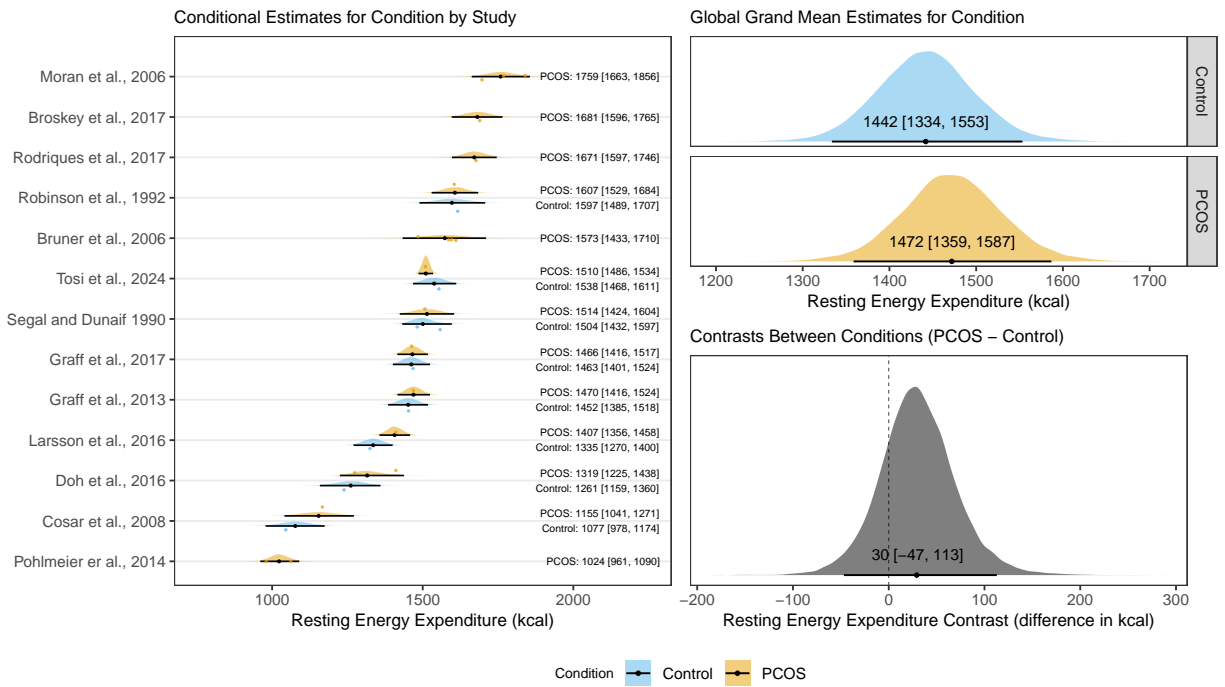 Conditional Estimates for Condition by Study
Moran et al., 2006
PCOS: 1759 [1663, 1856]
Broskey et al., 2017
PCOS: 1681 [1596, 1765]
Rodriques et al., 2017
PCOS: 1671 [1597, 1746]
Robinson et al., 1992
PCOS: 1607 [1529, 1684]
Control: 1597 [1489, 1707]
Bruner et al., 2006
PCOS: 1573 [1433, 1710]
Tosi et al., 2024
PCOS: 1510 [1486, 1534]
Control: 1538 [1468, 1611]
Segal and Dunaif 1990
PCOS: 1514 [1424, 1604]
Control: 1504 [1432, 1597]
Graff et al., 2017
PCOS: 1466 [1416, 1517]
Control: 1463 [1401, 1524]
Graff et al., 2013
PCOS: 1470 [1416, 1524]
Control: 1452 [1385, 1518]
Larsson et al., 2016
PCOS: 1407 [1356, 1458]
Control: 1335 [1270, 1400]
Doh et al., 2016
PCOS: 1319 [1225, 1438]
Control: 1261 [1159, 1360]
Cosar et al., 2008
PCOS: 1155 [1041, 1271]
Control: 1077 [978, 1174]
Pohlmeier er al., 2014
PCOS: 1024 [961, 1090]
1000 1500 2000
Resting Energy Expenditure (kcal)
Global Grand Mean Estimates for Condition
1442 [1334, 1553]
Control
1472 [1359, 1587]
PCOS
1200 1300 1400 1500 1600 1700
Resting Energy Expenditure (kcal)
Contrasts Between Conditions (PCOS − Control)
30 [−47, 113]
−200 −100 0 100 200 300
Resting Energy Expenditure Contrast (difference in kcal)
Condition Control PCOS